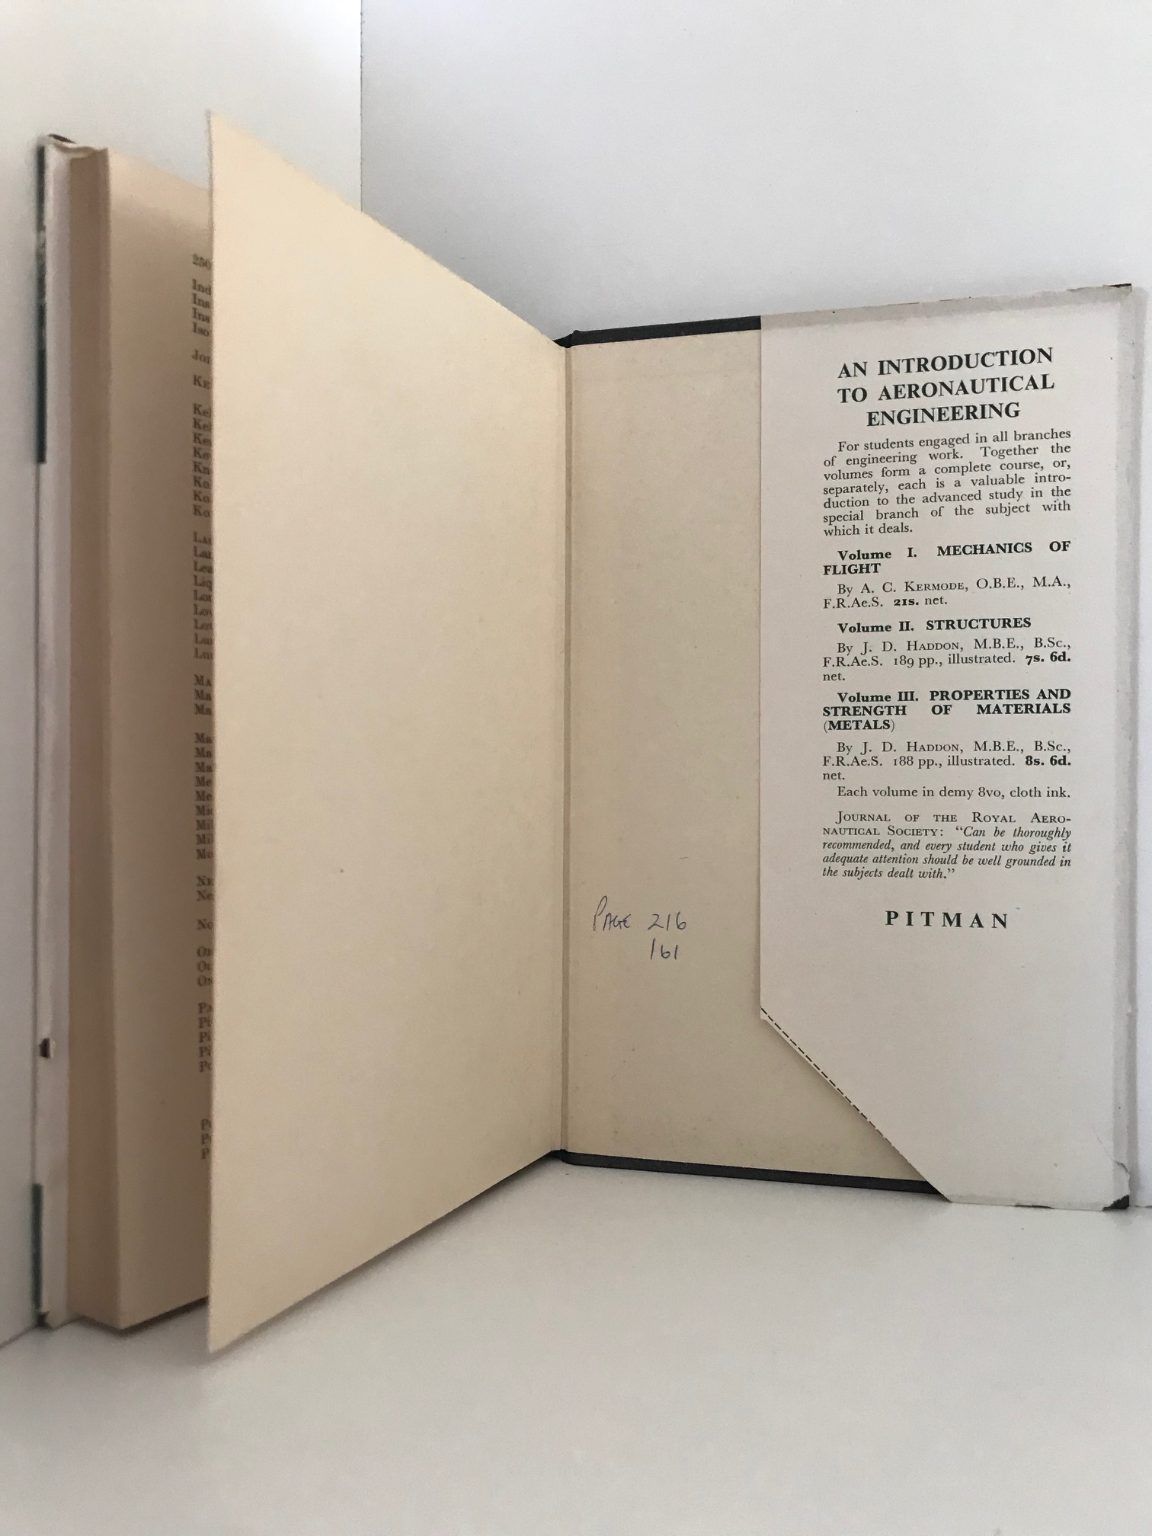 250
AN INTRODUCTION
TO AERONAUTICAL
ENGINEERING
For students engaged in all branches
of engineering work. Together the
volumes form a complete course, or,
separately, each is a valuable intro-
duction to the advanced study in the
special branch of the subject with
which it deals.
Volume I. MECHANICS OF
FLIGHT
By A. C. KERMODE, O.B.E., M.A.,
F.R.Ae.S. 21s. net.
Volume II. STRUCTURES
By J. D. HADDON, M.B.E., B.Sc.,
F.R.Ae.S. 189 pp., illustrated. 7s. 6d.
net.
Volume III. PROPERTIES AND
STRENGTH OF MATERIALS
(METALS)
By J. D. HADDON, M.B.E., B.Sc.,
F.R.Ae.S. 188 pp., illustrated. 8s. 6d.
net.
Each volume in demy 8vo, cloth ink.
JOURNAL OF THE ROYAL AERO-
NAUTICAL SOCIETY: "Can be thoroughly
recommended, and every student who gives it
adequate attention should be well grounded in
the subjects dealt with."
PITMAN
PAGE 216
161